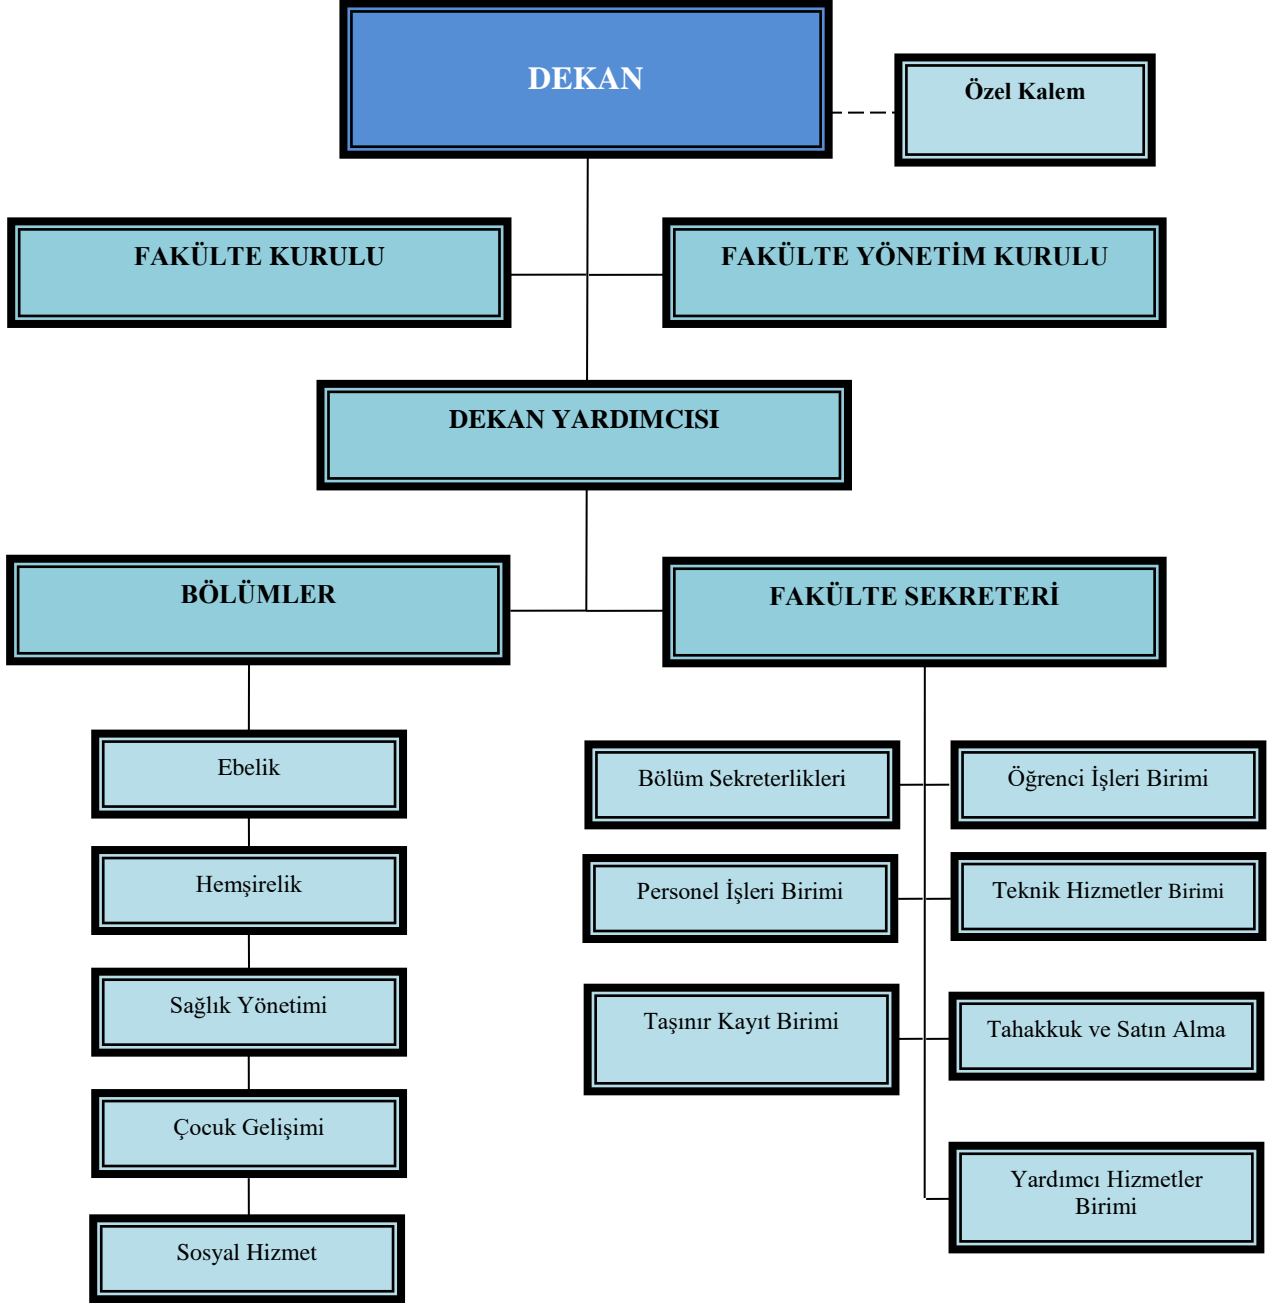 DEKAN
Özel Kalem
FAKÜLTE KURULU
FAKÜLTE YÖNETİM KURULU
DEKAN YARDIMCISI
BÖLÜMLER
FAKÜLTE SEKRETERİ
Ebelik
Hemşirelik
Sağlık Yönetimi
Çocuk Gelişimi
Sosyal Hizmet
Bölüm Sekreterlikleri
Öğrenci İşleri Birimi
Personel İşleri Birimi
Teknik Hizmetler Birimi
Taşınır Kayıt Birimi
Tahakkuk ve Satın Alma
Yardımcı Hizmetler
Birimi